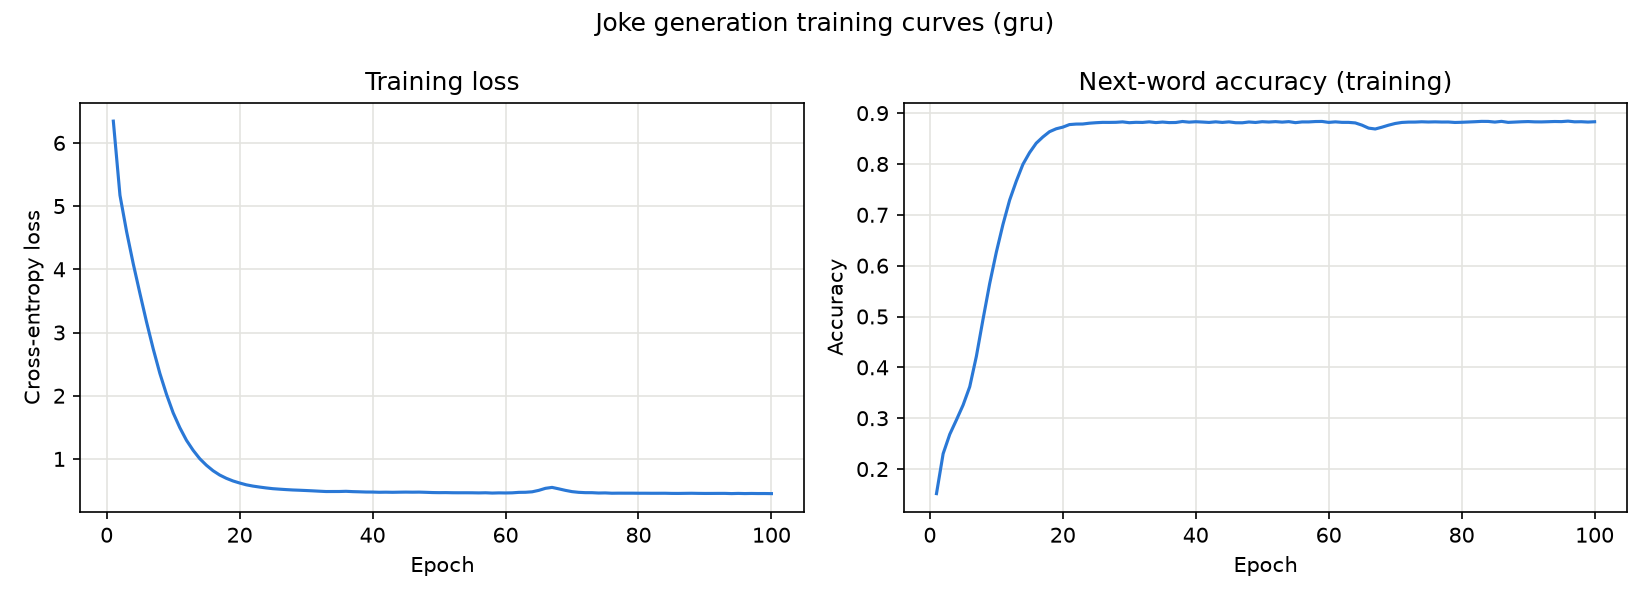 Joke generation training curves (gru)
Training loss
Cross-entropy loss
6
5
4
3
2
1
0 20 40 60 80 100
Epoch
Next-word accuracy (training)
Accuracy
0.9
0.8
0.7
0.6
0.5
0.4
0.3
0.2
0 20 40 60 80 100
Epoch